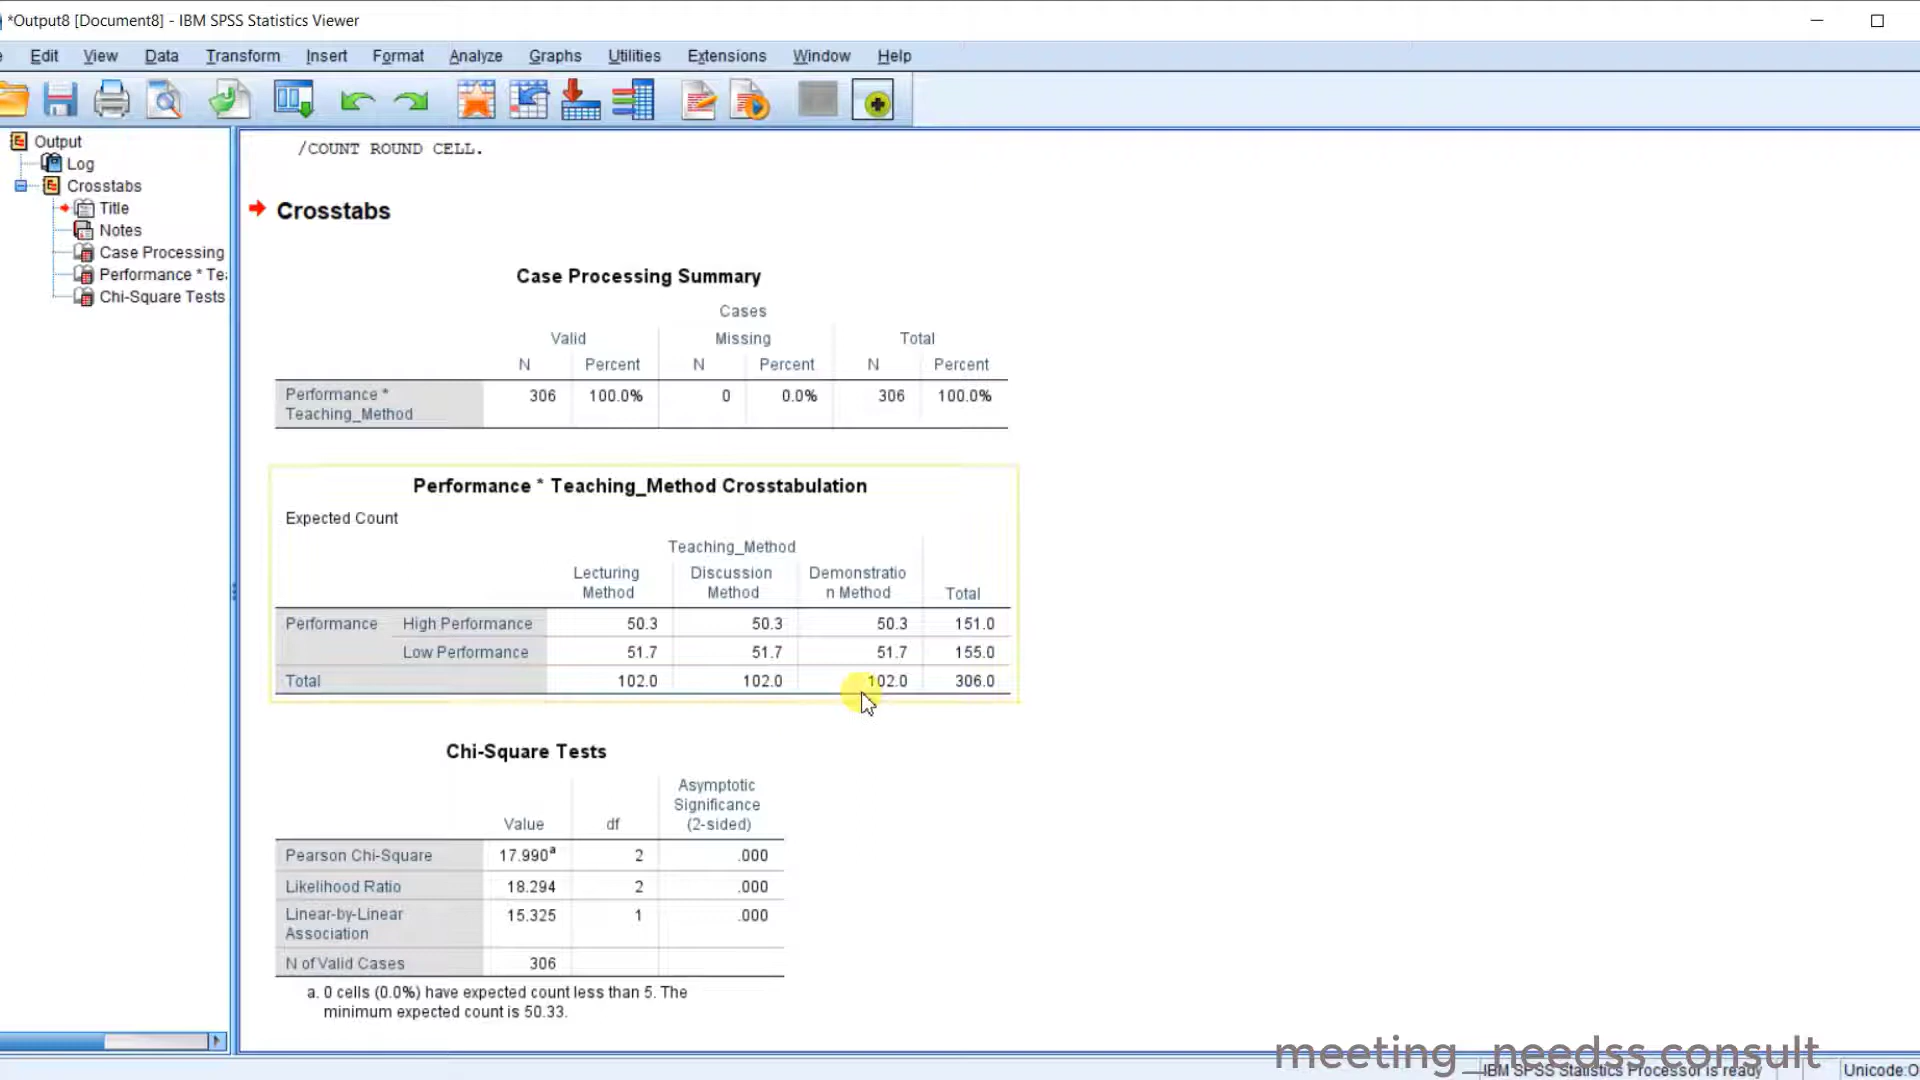 *Output8 [Document8] - IBM SPSS Statistics Viewer
Edit View Data Transform Insert Format Analyze Graphs Utilities Extensions Window Help
Output
Log
Crosstabs
Title
Notes
Case Processing
Performance * Te
Chi-Square Tests
/COUNT ROUND CELL.
Crosstabs
Case Processing Summary
Cases
Valid Missing Total
N Percent N Percent N Percent
Performance * Teaching_Method 306 100.0% 0 0.0% 306 100.0%
Performance * Teaching_Method Crosstabulation
Expected Count
Teaching_Method
Lecturing Discussion Demonstratio
Method Method n Method Total
Performance High Performance 50.3 50.3 50.3 151.0
Low Performance 51.7 51.7 51.7 155.0
Total 102.0 102.0 102.0 306.0
Chi-Square Tests
Asymptotic
Significance
Value df (2-sided)
Pearson Chi-Square 17.990a 2 .000
Likelihood Ratio 18.294 2 .000
Linear-by-Linear Association 15.325 1 .000
N of Valid Cases 306
a. 0 cells (0.0%) have expected count less than 5. The
minimum expected count is 50.33.
meeting needss consult
IBM SPSS Statistics Processor is ready Unicode:O